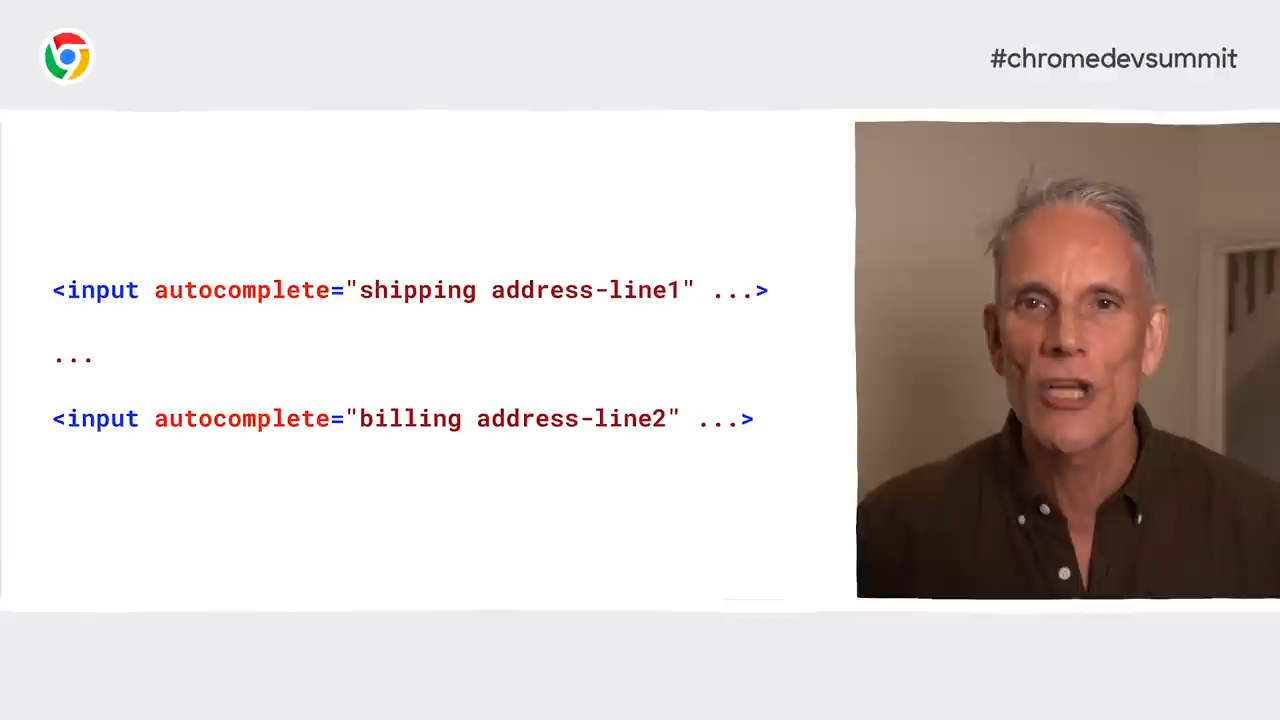 #chromedevsummit
<input autocomplete="shipping address-line1" ...>
...
<input autocomplete="billing address-line2" ...>